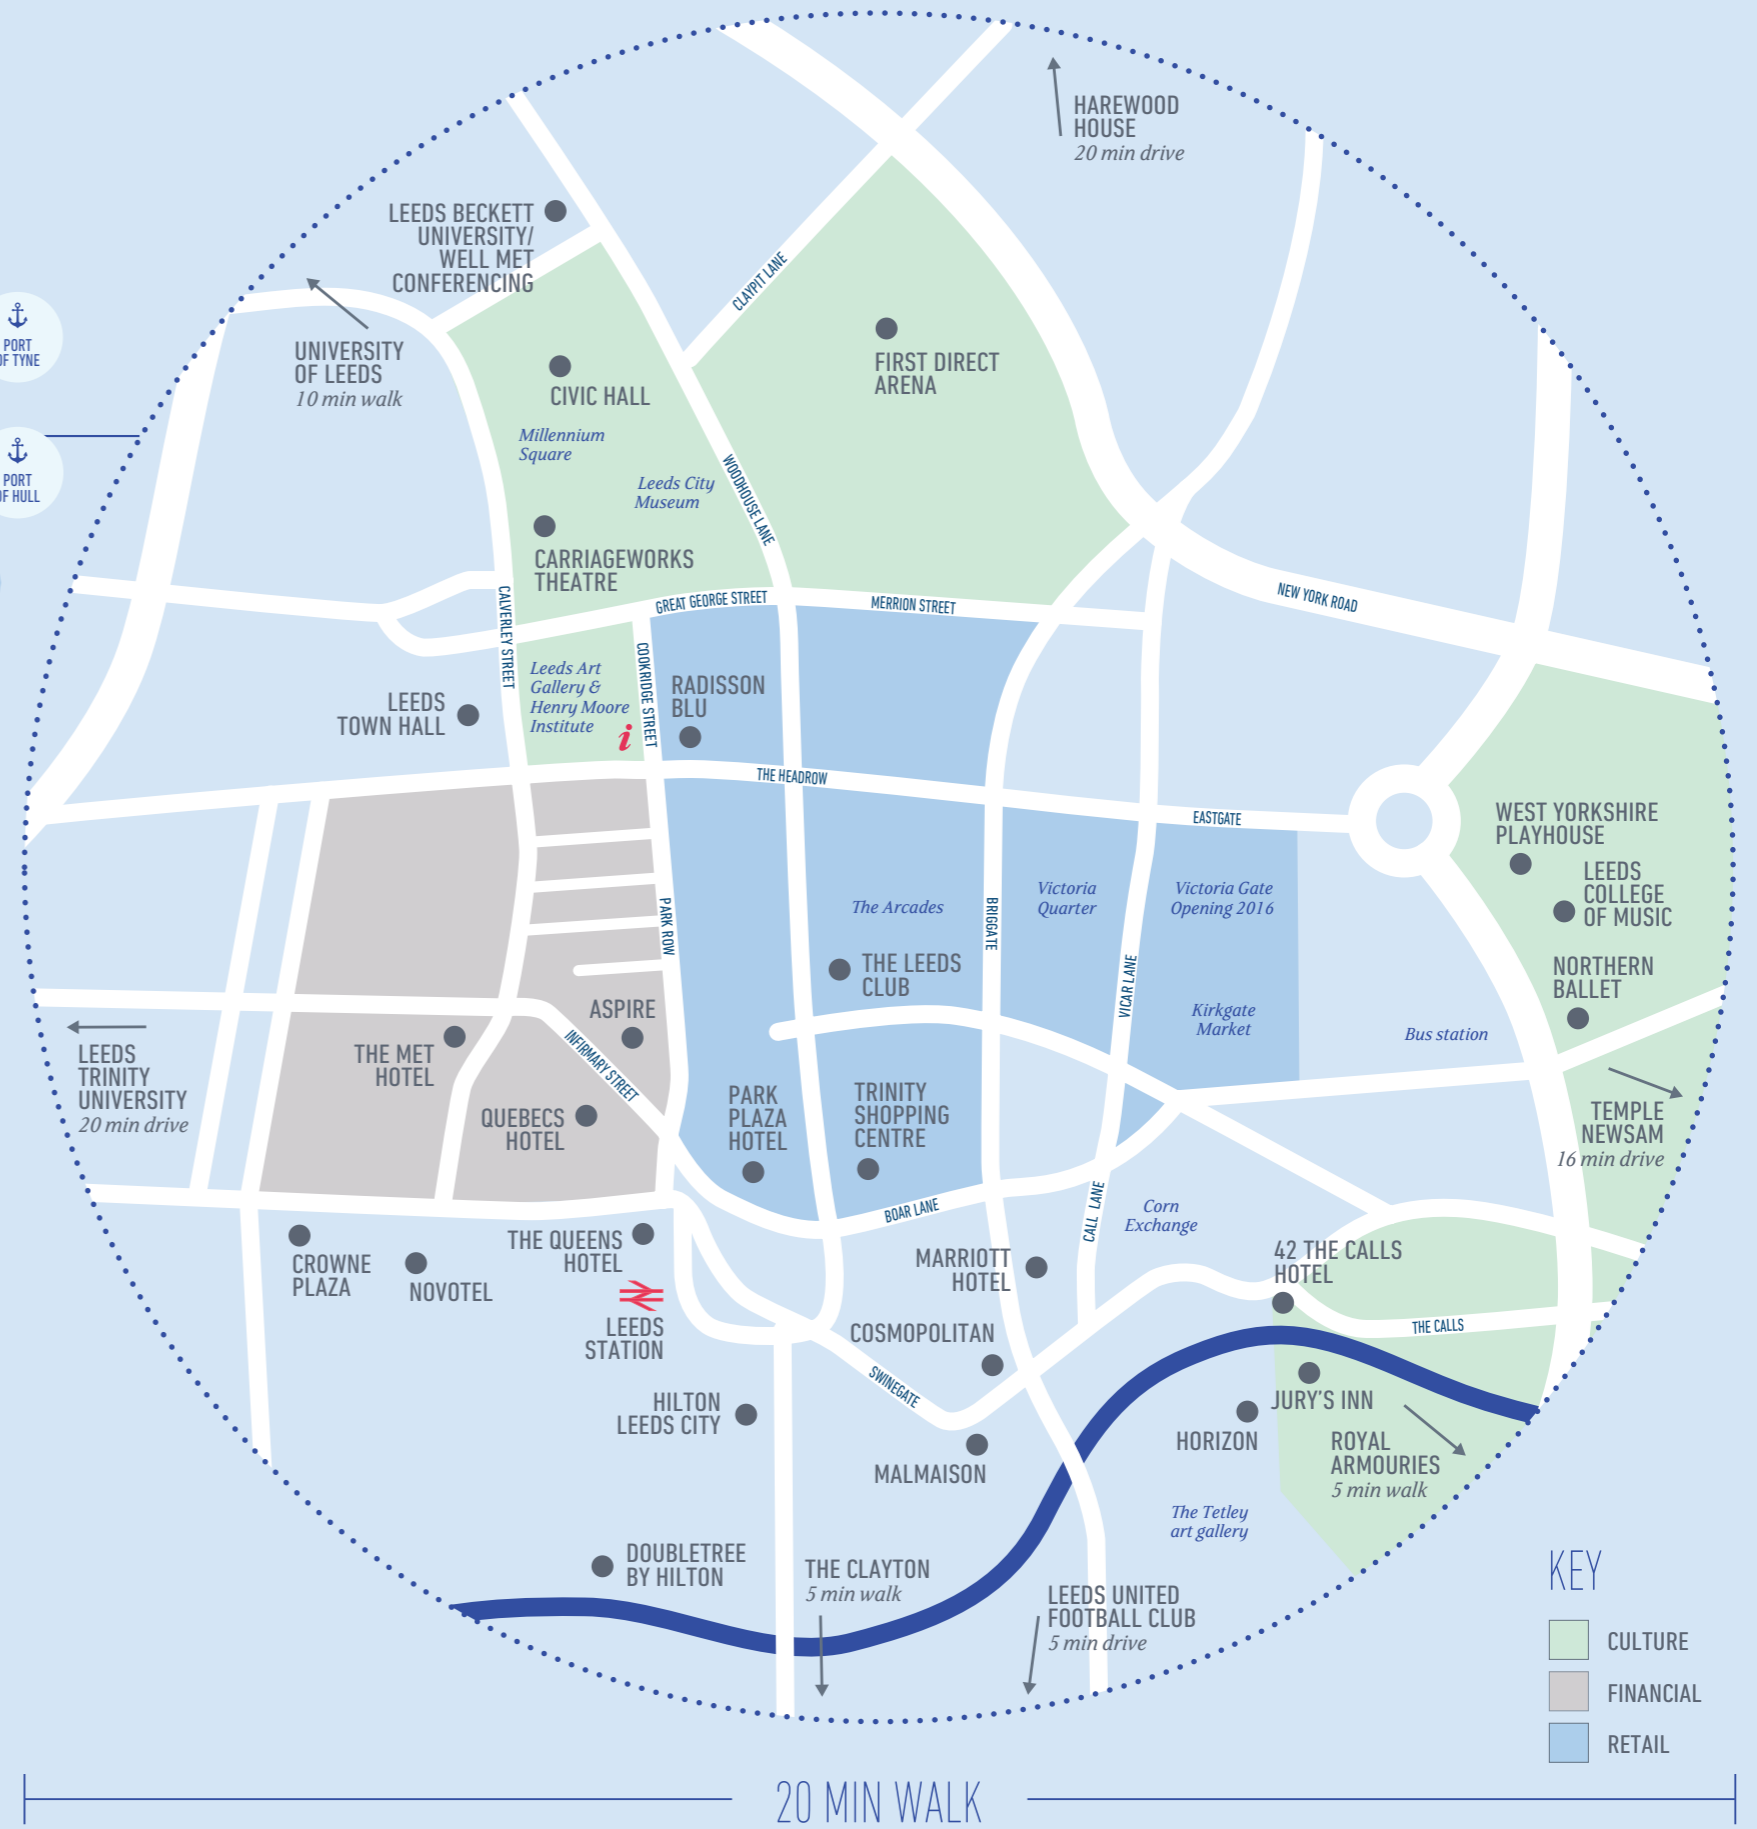 HAREWOOD
HOUSE
20 min drive
LEEDS BECKETT
UNIVERSITY/
WELL MET
CONFERENCING
CLAYPIT LANE
PORT
OF TYNE
UNIVERSITY
OF LEEDS
10 min walk
FIRST DIRECT
ARENA
CIVIC HALL
Millennium
Square
PORT
OF HULL
Leeds City
Museum
WOODHOUSE LANE
CARRIAGEWORKS
THEATRE
CALVERLEY STREET
GREAT GEORGE STREET
MERRION STREET
NEW YORK ROAD
Leeds Art
Gallery &
Henry Moore
Institute
i
COOKRIDGE STREET
RADISSON
BLU
LEEDS
TOWN HALL
THE HEADROW
EASTGATE
WEST YORKSHIRE
PLAYHOUSE
LEEDS
COLLEGE
OF MUSIC
PARK ROW
The Arcades
BRIGGATE
Victoria
Quarter
Victoria Gate
Opening 2016
THE LEEDS
CLUB
VICAR LANE
NORTHERN
BALLET
ASPIRE
Kirkgate
Market
Bus station
LEEDS
TRINITY
UNIVERSITY
20 min drive
THE MET
HOTEL
INFIRMARY STREET
QUEBECS
HOTEL
PARK
PLAZA
HOTEL
TRINITY
SHOPPING
CENTRE
TEMPLE
NEWSAM
16 min drive
BOAR LANE
CALL LANE
Corn
Exchange
CROWNE
PLAZA
NOVOTEL
THE QUEENS
HOTEL
LEEDS
STATION
MARRIOTT
HOTEL
42 THE CALLS
HOTEL
THE CALLS
COSMOPOLITAN
SWINEGATE
HILTON
LEEDS CITY
MALMAISON
JURY'S INN
HORIZON
ROYAL
ARMOURIES
5 min walk
The Tetley
art gallery
DOUBLETREE
BY HILTON
THE CLAYTON
5 min walk
LEEDS UNITED
FOOTBALL CLUB
5 min drive
KEY
CULTURE
FINANCIAL
RETAIL
20 MIN WALK